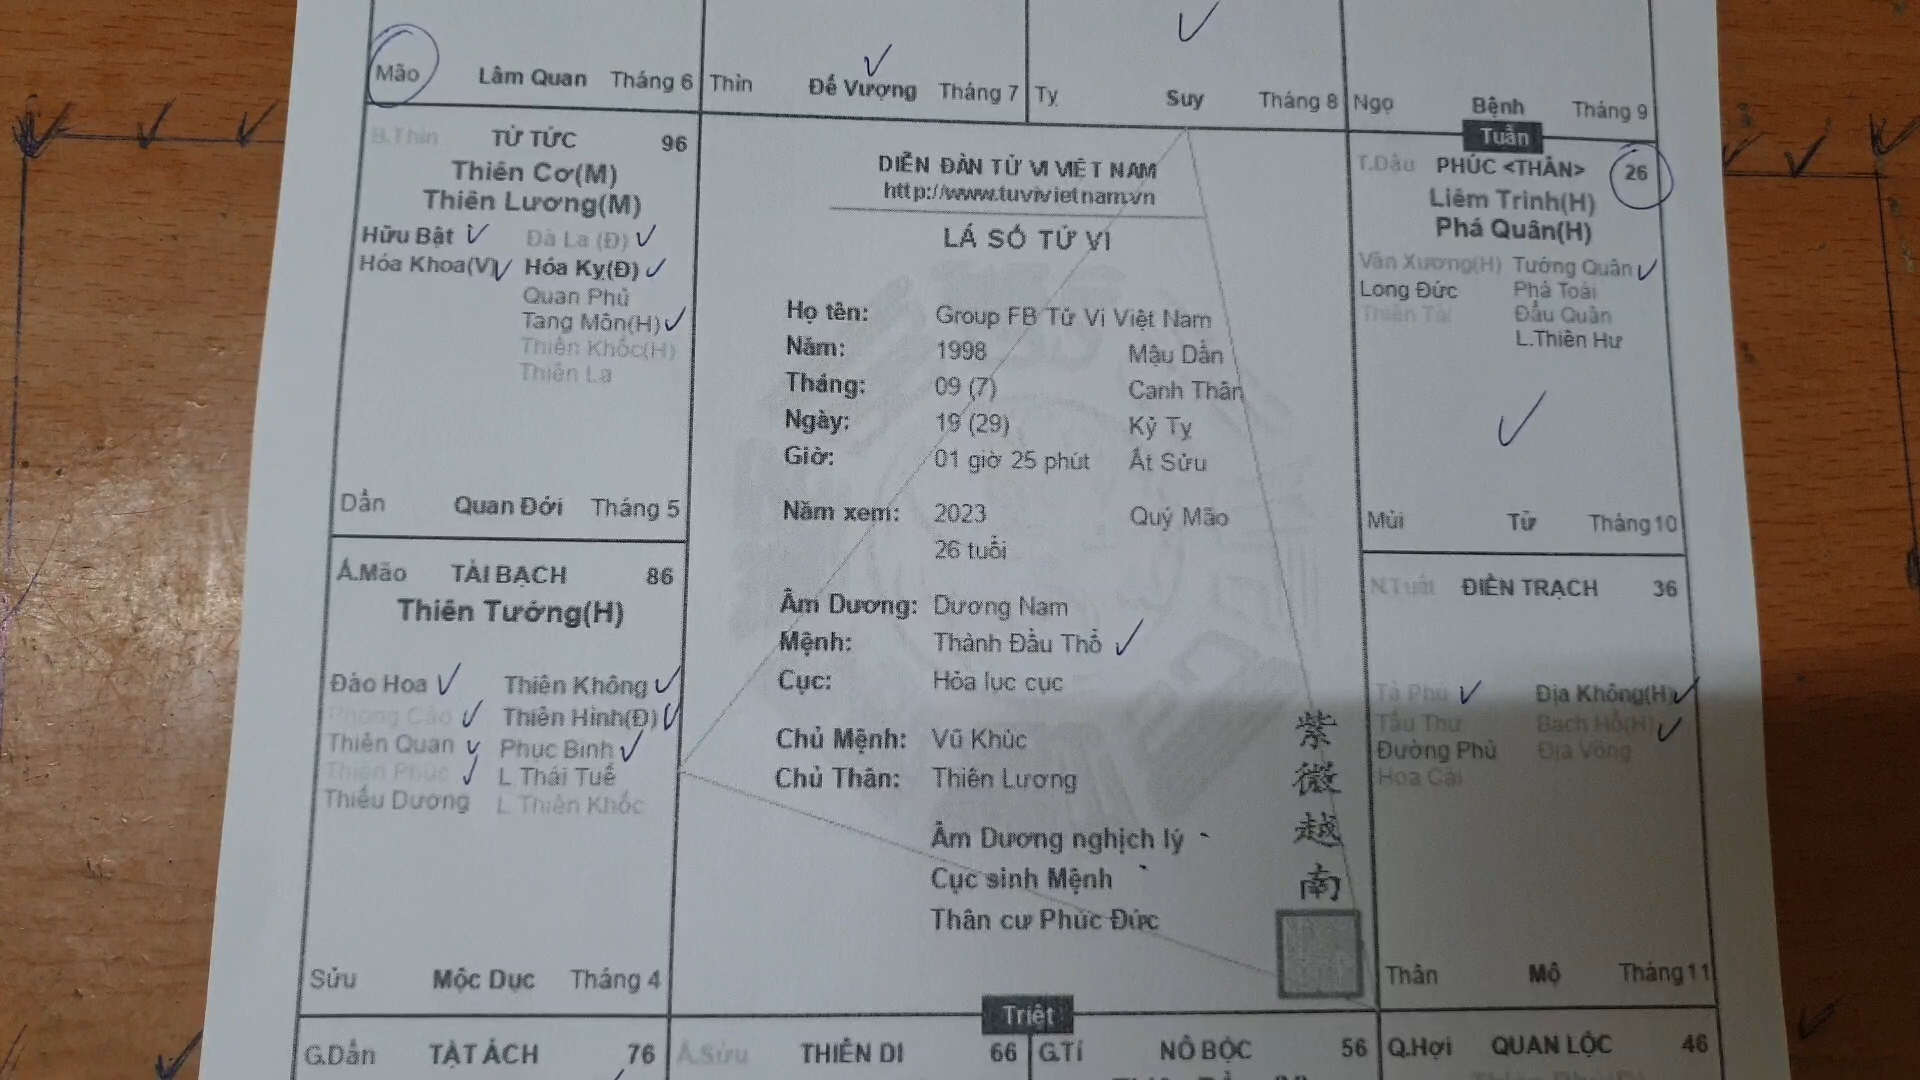 Mão Lâm Quan Tháng 6
Thìn Đế Vượng Tháng 7
Tỵ Suy Tháng 8
Ngọ Bệnh Tháng 9
B.Thìn TỬ TỨC 96
Thiên Cơ(M)
Thiên Lương(M)
Hữu Bật Đà La (Đ)
Hóa Khoa(V) Hóa Kỵ(Đ)
Quan Phủ
Tang Môn(H)
Thiên Khốc(H)
Thiên La
Dần Quan Đới Tháng 5
Á.Mão TÀI BẠCH 86
Thiên Tướng(H)
Đào Hoa Thiên Không
Phong Cáo Thiên Hình(Đ)
Thiên Quan Phục Binh
Thiên Phúc L Thái Tuế
Thiếu Dương L Thiên Khốc
Sửu Mộc Dục Tháng 4
DIỄN ĐÀN TỬ VI VIỆT NAM
http://www.tuvivietnam.vn
LÁ SỐ TỬ VI
Họ tên: Group FB Tử Vi Việt Nam
Năm: 1998 Mậu Dần
Tháng: 09 (7) Canh Thân
Ngày: 19 (29) Kỷ Tỵ
Giờ: 01 giờ 25 phút Ất Sửu
Năm xem: 2023 Quý Mão
26 tuổi
Âm Dương: Dương Nam
Mệnh: Thành Đầu Thổ
Cục: Hỏa lục cục
Chủ Mệnh: Vũ Khúc
Chủ Thân: Thiên Lương
Âm Dương nghịch lý
Cục sinh Mệnh
Thân cư Phúc Đức
紫
微
越
南
Tuần
T.Dậu PHÚC <THÂN> 26
Liêm Trinh(H)
Phá Quân(H)
Văn Xương(H) Tướng Quân
Long Đức Phá Toái
Thiên Tài Đẩu Quân
L.Thiên Hư
Mùi Tử Tháng 10
N.Tuất ĐIỀN TRẠCH 36
Tả Phù Địa Không(H)
Tấu Thư Bạch Hổ(H)
Đường Phù Địa Võng
Hoa Cái
Thân Mộ Tháng 11
Triệt
G.Dần TẬT ÁCH 76
Á.Sửu THIÊN DI 66
G.Tí NÔ BỘC 56
Q.Hợi QUAN LỘC 46